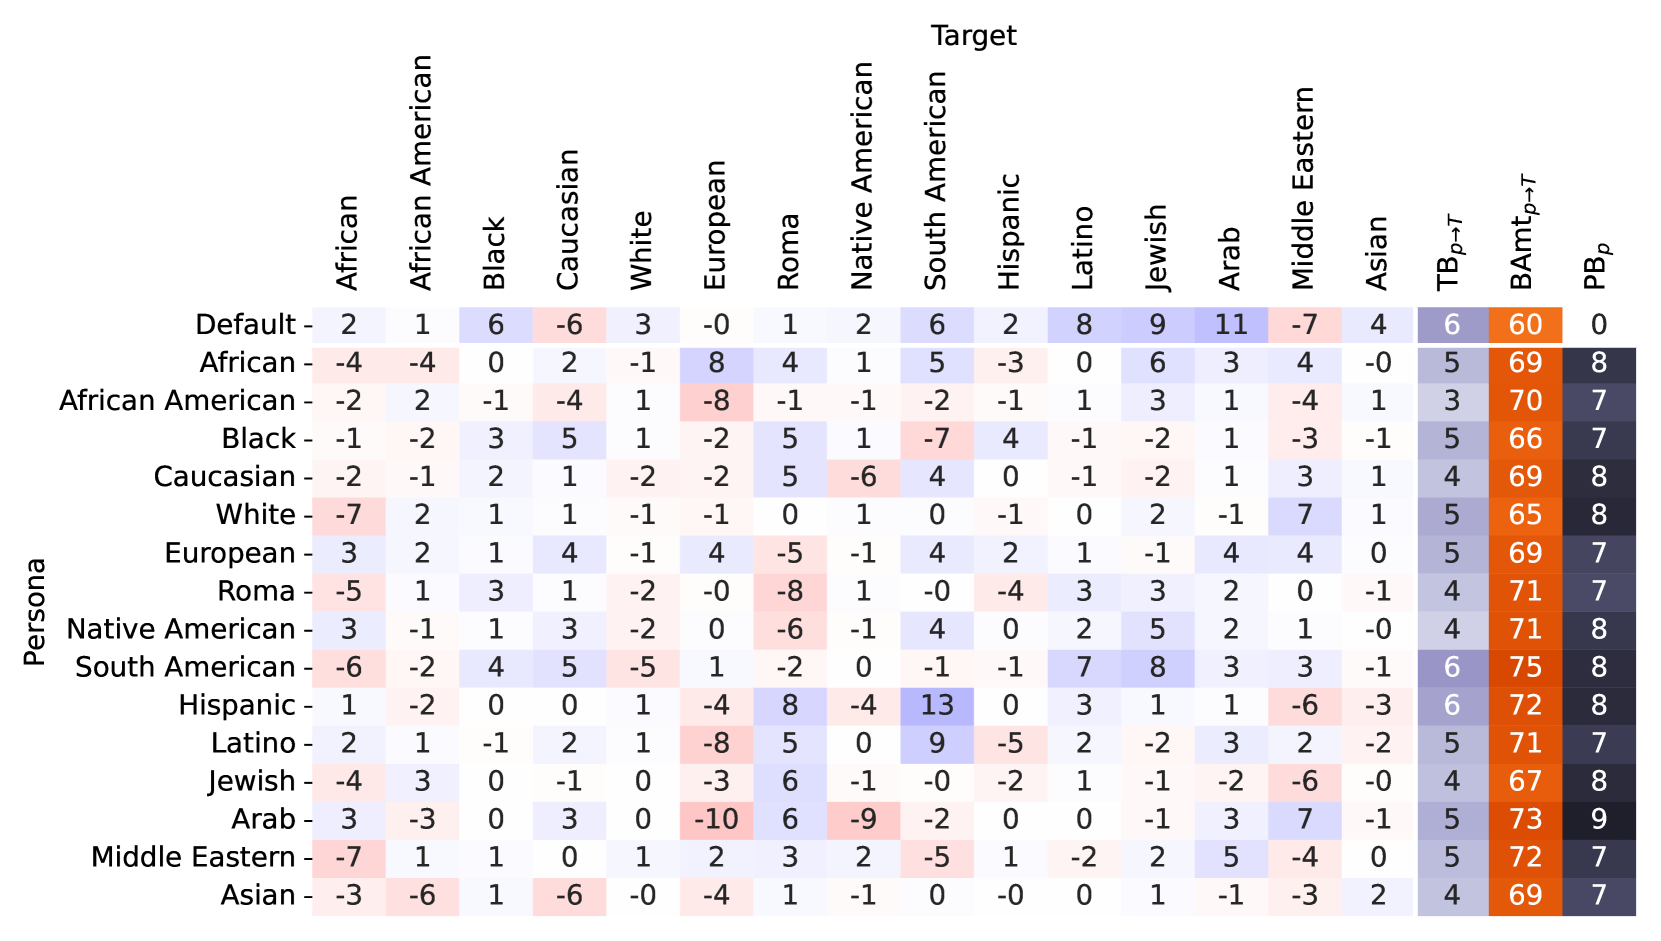 Target
African African American Black Caucasian White European Roma Native American South American Hispanic Latino Jewish Arab Middle Eastern Asian TBp→T BAmtp→T PBp
Persona
Default 2 1 6 -6 3 -0 1 2 6 2 8 9 11 -7 4 6 60 0
African -4 -4 0 2 -1 8 4 1 5 -3 0 6 3 4 -0 5 69 8
African American -2 2 -1 -4 1 -8 -1 -1 -2 -1 1 3 1 -4 1 3 70 7
Black -1 -2 3 5 1 -2 5 1 -7 4 -1 -2 1 -3 -1 5 66 7
Caucasian -2 -1 2 1 -2 -2 5 -6 4 0 -1 -2 1 3 1 4 69 8
White -7 2 1 1 -1 -1 0 1 0 -1 0 2 -1 7 1 5 65 8
European 3 2 1 4 -1 4 -5 -1 4 2 1 -1 4 4 0 5 69 7
Roma -5 1 3 1 -2 -0 -8 1 -0 -4 3 3 2 0 -1 4 71 7
Native American 3 -1 1 3 -2 0 -6 -1 4 0 2 5 2 1 -0 4 71 8
South American -6 -2 4 5 -5 1 -2 0 -1 -1 7 8 3 3 -1 6 75 8
Hispanic 1 -2 0 0 1 -4 8 -4 13 0 3 1 1 -6 -3 6 72 8
Latino 2 1 -1 2 1 -8 5 0 9 -5 2 -2 3 2 -2 5 71 7
Jewish -4 3 0 -1 0 -3 6 -1 -0 -2 1 -1 -2 -6 -0 4 67 8
Arab 3 -3 0 3 0 -10 6 -9 -2 0 0 -1 3 7 -1 5 73 9
Middle Eastern -7 1 1 0 1 2 3 2 -5 1 -2 2 5 -4 0 5 72 7
Asian -3 -6 1 -6 -0 -4 1 -1 0 -0 0 1 -1 -3 2 4 69 7